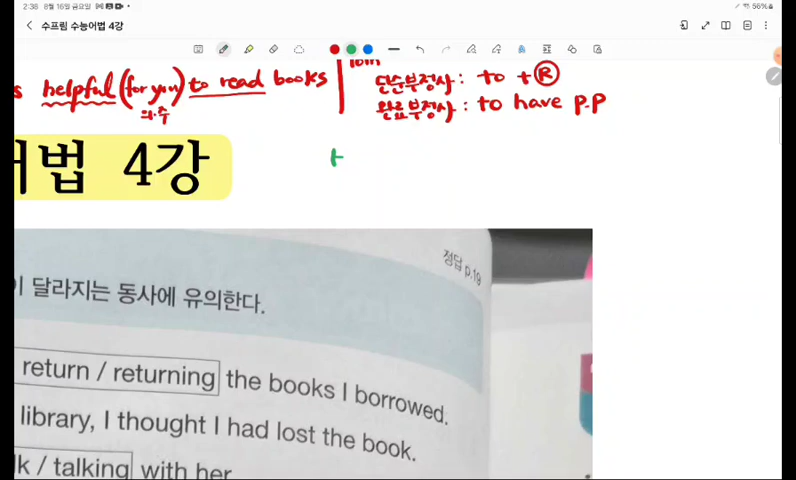 2:38 8월 16일 금요일
56%
수프림 수능어법 4강
s helpful (for you) to read books
의·주
단순부정사 : to + R
완료부정사 : to have p.p
어법 4강
정답 p.19
이 달라지는 동사에 유의한다.
return / returning the books I borrowed.
library, I thought I had lost the book.
lk / talking with her